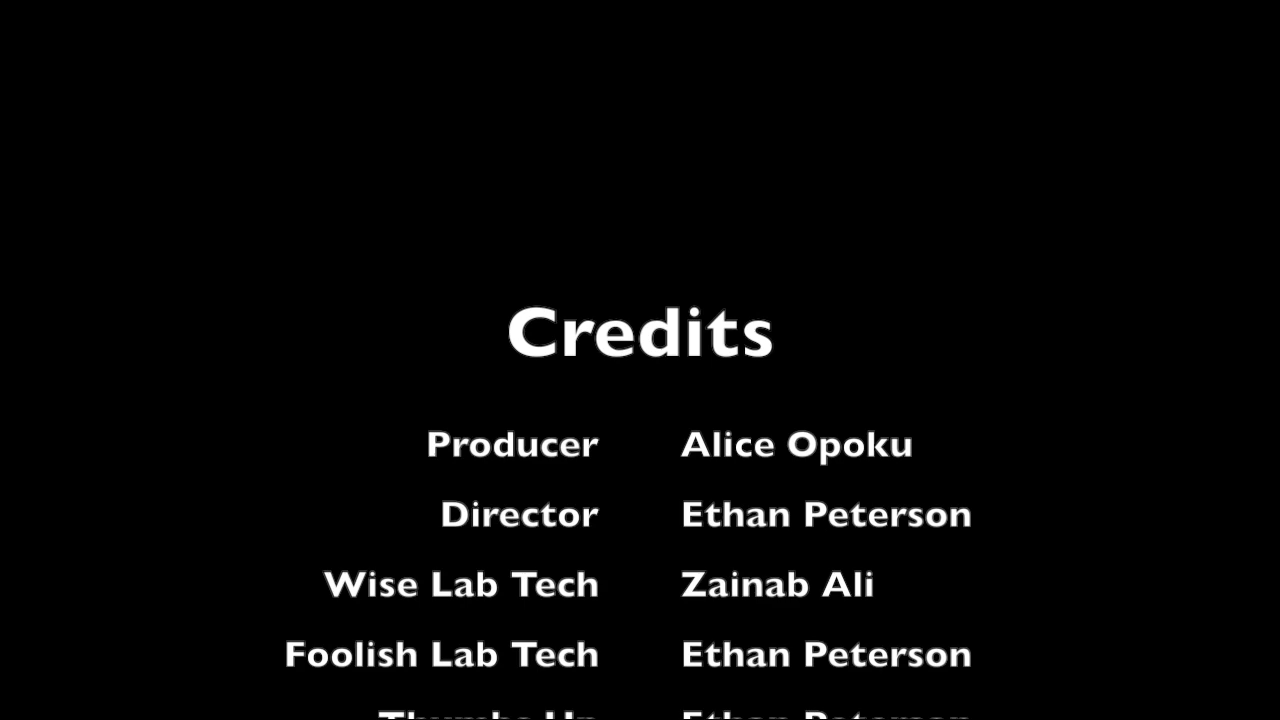 Credits
Producer Alice Opoku
Director Ethan Peterson
Wise Lab Tech Zainab Ali
Foolish Lab Tech Ethan Peterson